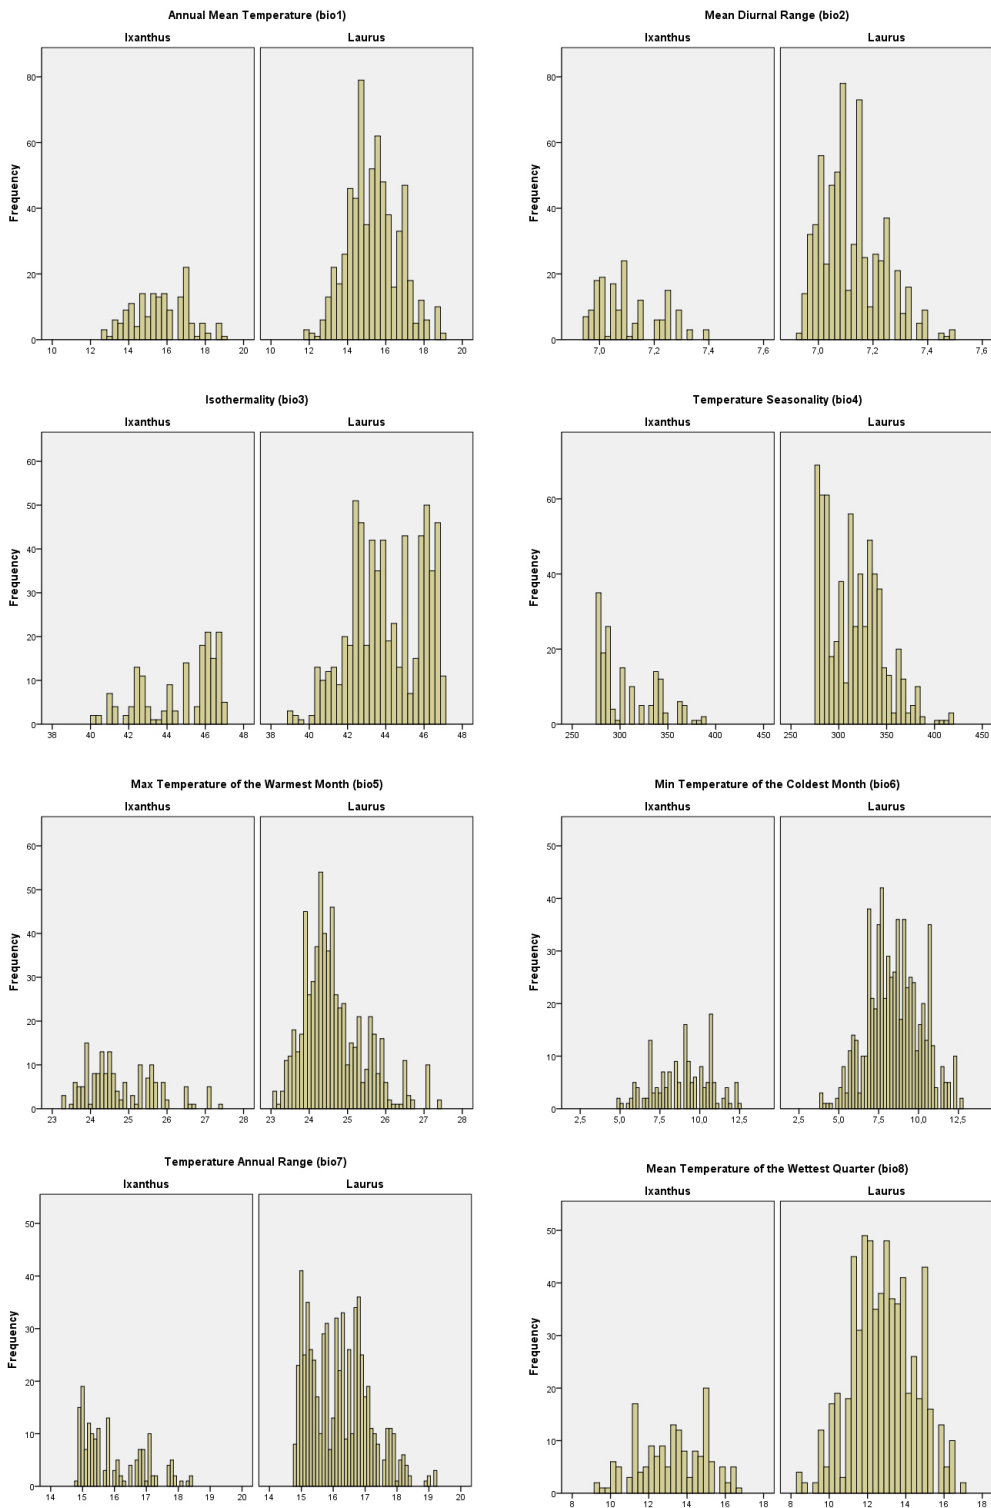 Annual Mean Temperature (bio1)
Ixanthus Laurus
Frequency
80
60
40
20
0
10 12 14 16 18 20 10 12 14 16 18 20
Mean Diurnal Range (bio2)
Ixanthus Laurus
Frequency
80
60
40
20
0
7,0 7,2 7,4 7,6 7,0 7,2 7,4 7,6
Isothermality (bio3)
Ixanthus Laurus
Frequency
60
50
40
30
20
10
0
38 40 42 44 46 48 38 40 42 44 46 48
Temperature Seasonality (bio4)
Ixanthus Laurus
Frequency
60
40
20
0
250 300 350 400 450 250 300 350 400 450
Max Temperature of the Warmest Month (bio5)
Ixanthus Laurus
Frequency
60
50
40
30
20
10
0
23 24 25 26 27 28 23 24 25 26 27 28
Min Temperature of the Coldest Month (bio6)
Ixanthus Laurus
Frequency
50
40
30
20
10
0
2,5 5,0 7,5 10,0 12,5 2,5 5,0 7,5 10,0 12,5
Temperature Annual Range (bio7)
Ixanthus Laurus
Frequency
50
40
30
20
10
0
14 15 16 17 18 19 20 14 15 16 17 18 19 20
Mean Temperature of the Wettest Quarter (bio8)
Ixanthus Laurus
Frequency
50
40
30
20
10
0
8 10 12 14 16 18 8 10 12 14 16 18